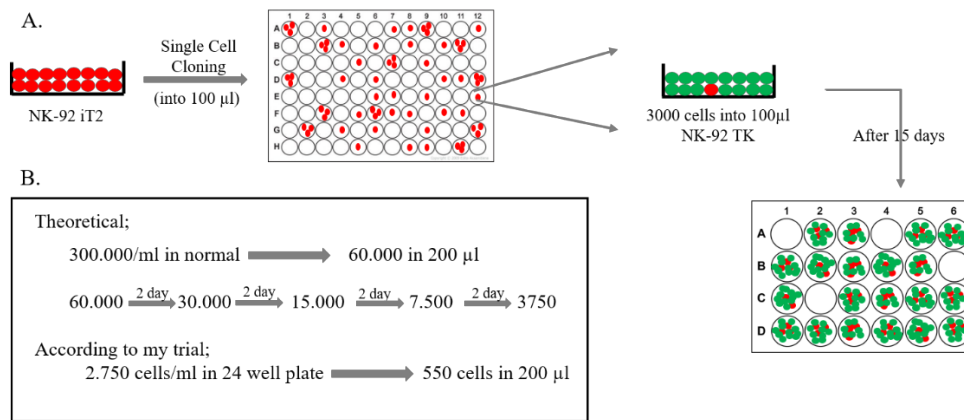 A.
Single Cell
Cloning
(into 100 µl)
NK-92 iT2
1 2 3 4 5 6 7 8 9 10 11 12
A
B
C
D
E
F
G
H
3000 cells into 100µl
NK-92 TK
After 15 days
1 2 3 4 5 6
A
B
C
D
B.
Theoretical;
300.000/ml in normal 60.000 in 200 µl
60.000 2 day 30.000 2 day 15.000 2 day 7.500 2 day 3750
According to my trial;
2.750 cells/ml in 24 well plate 550 cells in 200 µl